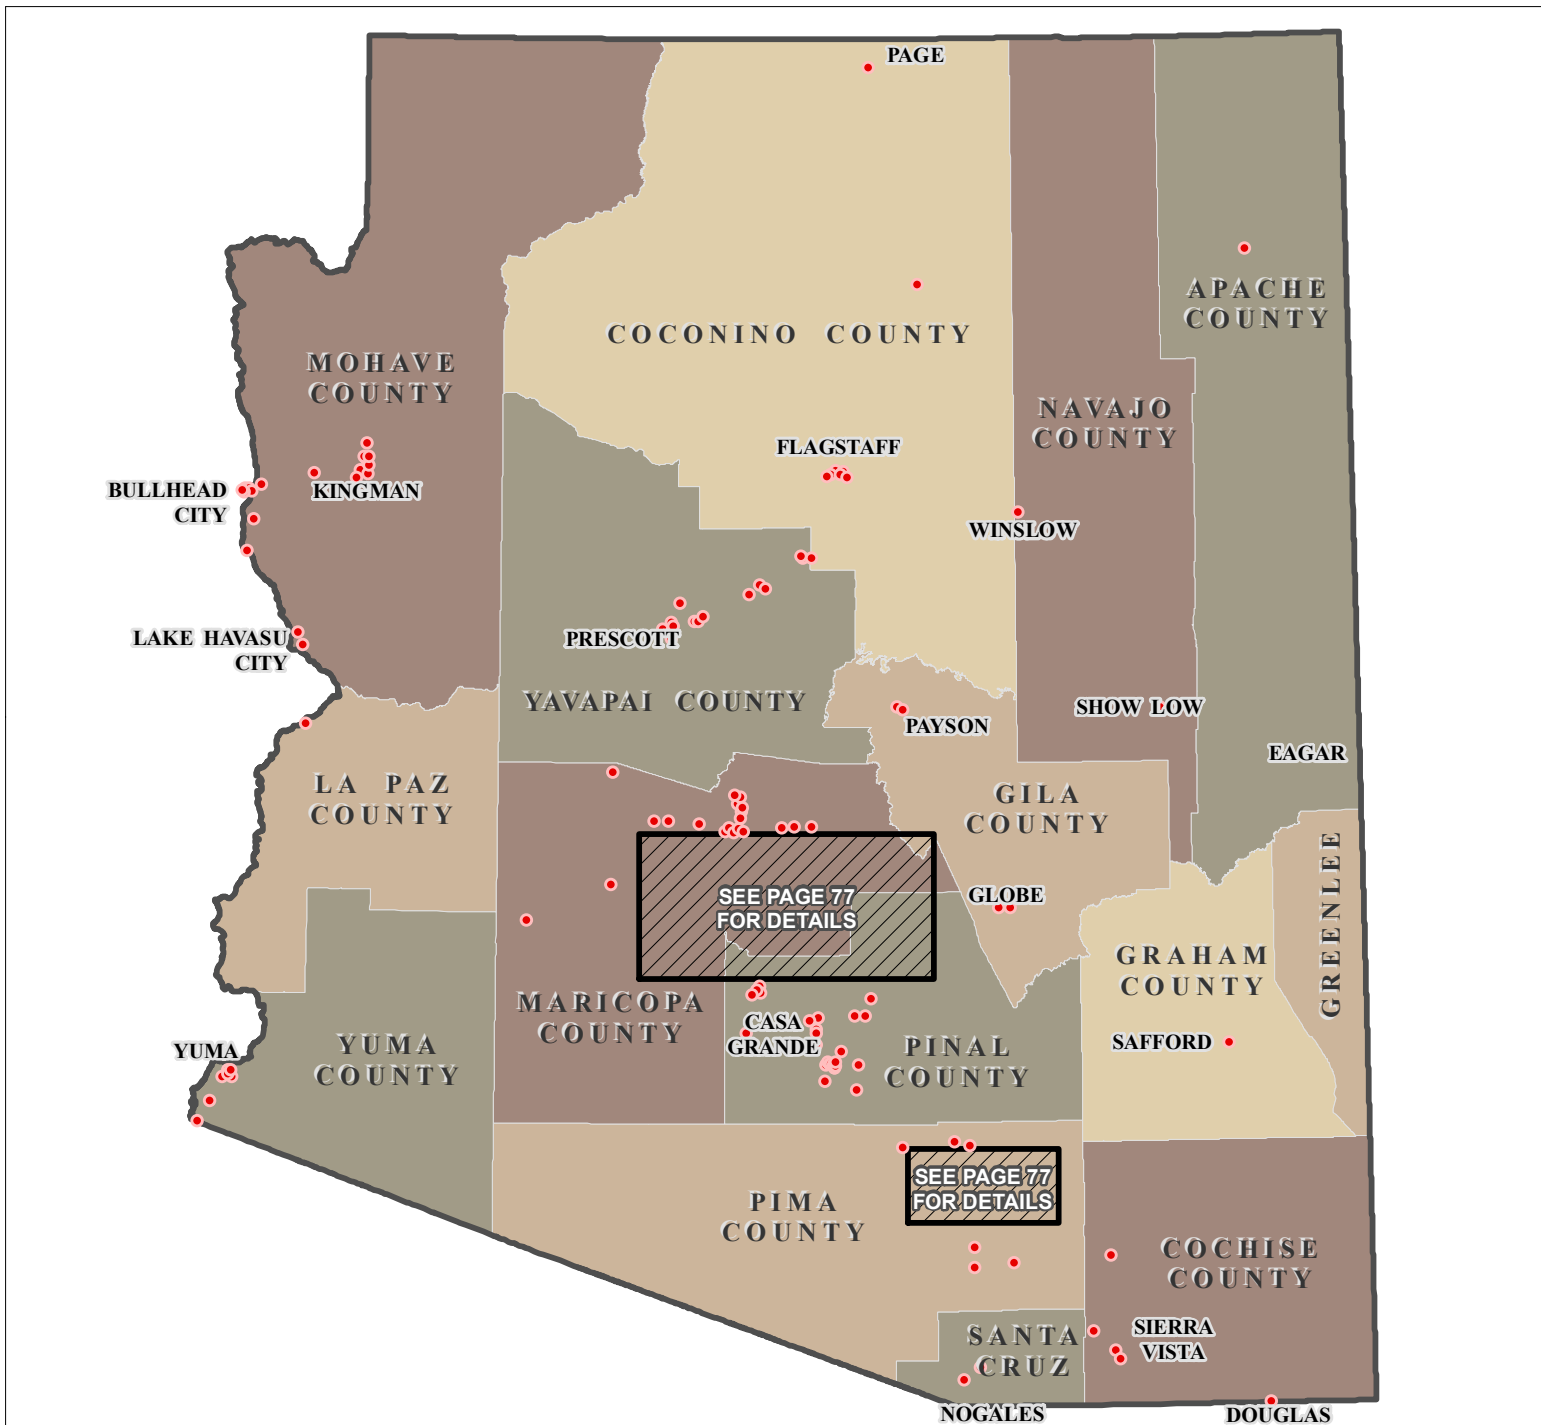 PAGE
APACHE
COUNTY
COCONINO COUNTY
MOHAVE
COUNTY
NAVAJO
COUNTY
FLAGSTAFF
BULLHEAD
CITY
KINGMAN
WINSLOW
LAKE HAVASU
CITY
PRESCOTT
YAVAPAI COUNTY
SHOW LOW
PAYSON
EAGAR
LA PAZ
COUNTY
GILA
COUNTY
GREENLEE
SEE PAGE 77
FOR DETAILS
GLOBE
GRAHAM
COUNTY
MARICOPA
COUNTY
CASA
GRANDE
YUMA
YUMA
COUNTY
PINAL
COUNTY
SAFFORD
SEE PAGE 77
FOR DETAILS
PIMA
COUNTY
COCHISE
COUNTY
SANTA
CRUZ
SIERRA
VISTA
NOGALES
DOUGLAS